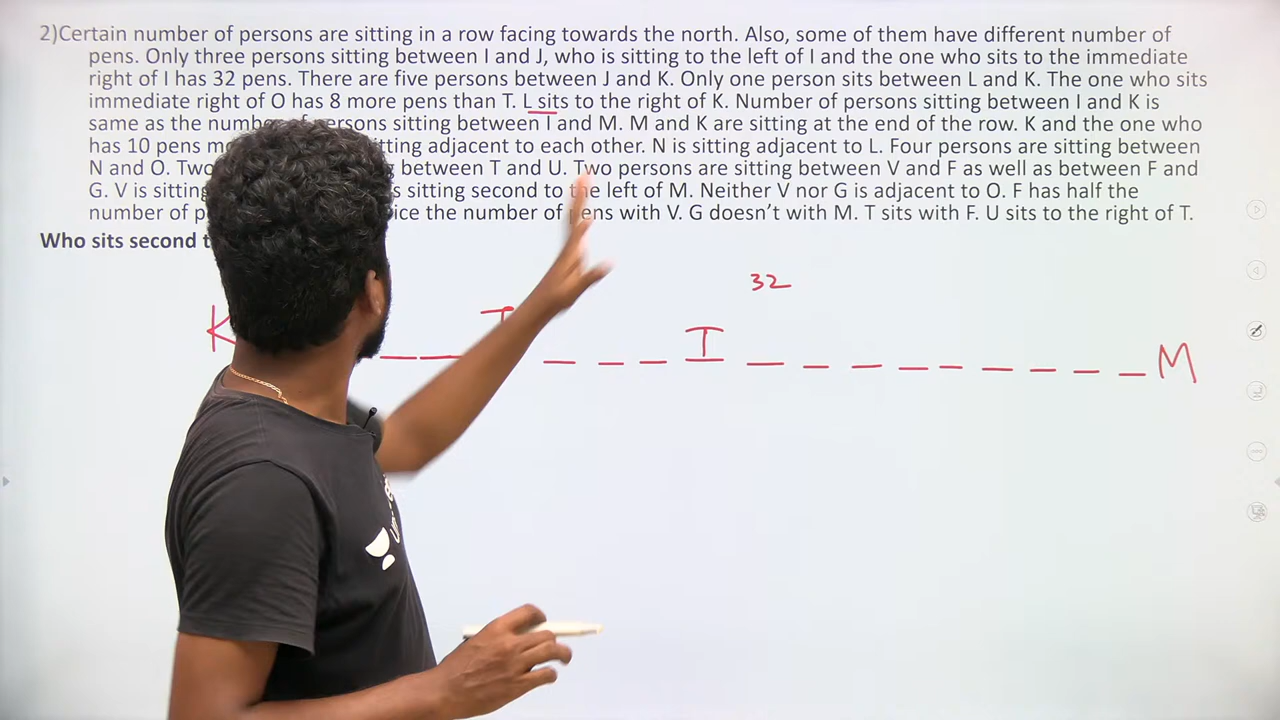 2)Certain number of persons are sitting in a row facing towards the north. Also, some of them have different number of
pens. Only three persons sitting between I and J, who is sitting to the left of I and the one who sits to the immediate
right of I has 32 pens. There are five persons between J and K. Only one person sits between L and K. The one who sits
immediate right of O has 8 more pens than T. L sits to the right of K. Number of persons sitting between I and K is
same as the of persons sitting between I and M. M and K are sitting at the end of the row. K and the one who
has 10 pens sitting adjacent to each other. N is sitting adjacent to L. Four persons are sitting between
N and O. Two between T and U. Two persons are sitting between V and F as well as between F and
G. V is sitting sitting second to the left of M. Neither V nor G is adjacent to O. F has half the
number of the number of pens with V. G doesn't with M. T sits with F. U sits to the right of T.
Who sits second
32
K I
M